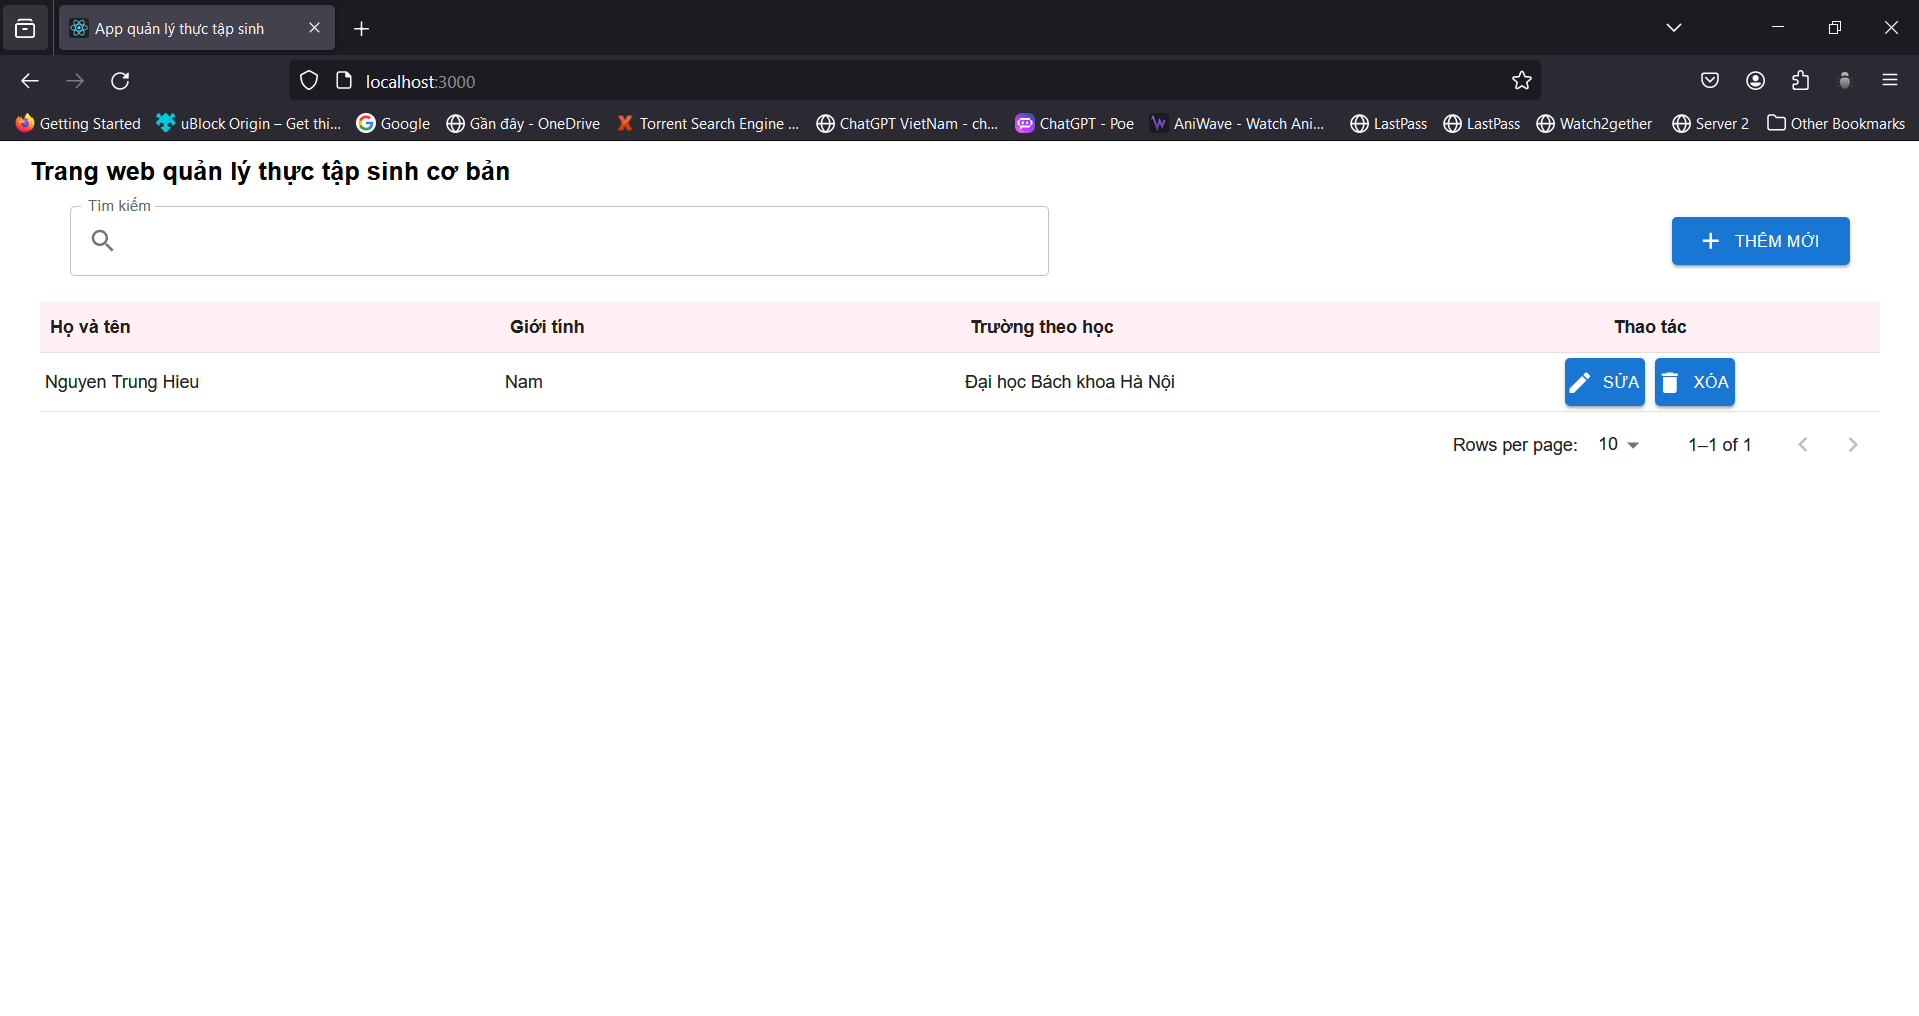 App quản lý thực tập sinh
localhost:3000
Getting Started uBlock Origin – Get thi... Google Gần đây - OneDrive Torrent Search Engine ... ChatGPT VietNam - ch... ChatGPT - Poe AniWave - Watch Ani... LastPass LastPass Watch2gether Server 2 Other Bookmarks
Trang web quản lý thực tập sinh cơ bản
Tìm kiếm
THÊM MỚI
Họ và tên Giới tính Trường theo học Thao tác
Nguyen Trung Hieu Nam Đại học Bách khoa Hà Nội SỬA XÓA
Rows per page: 10 1–1 of 1